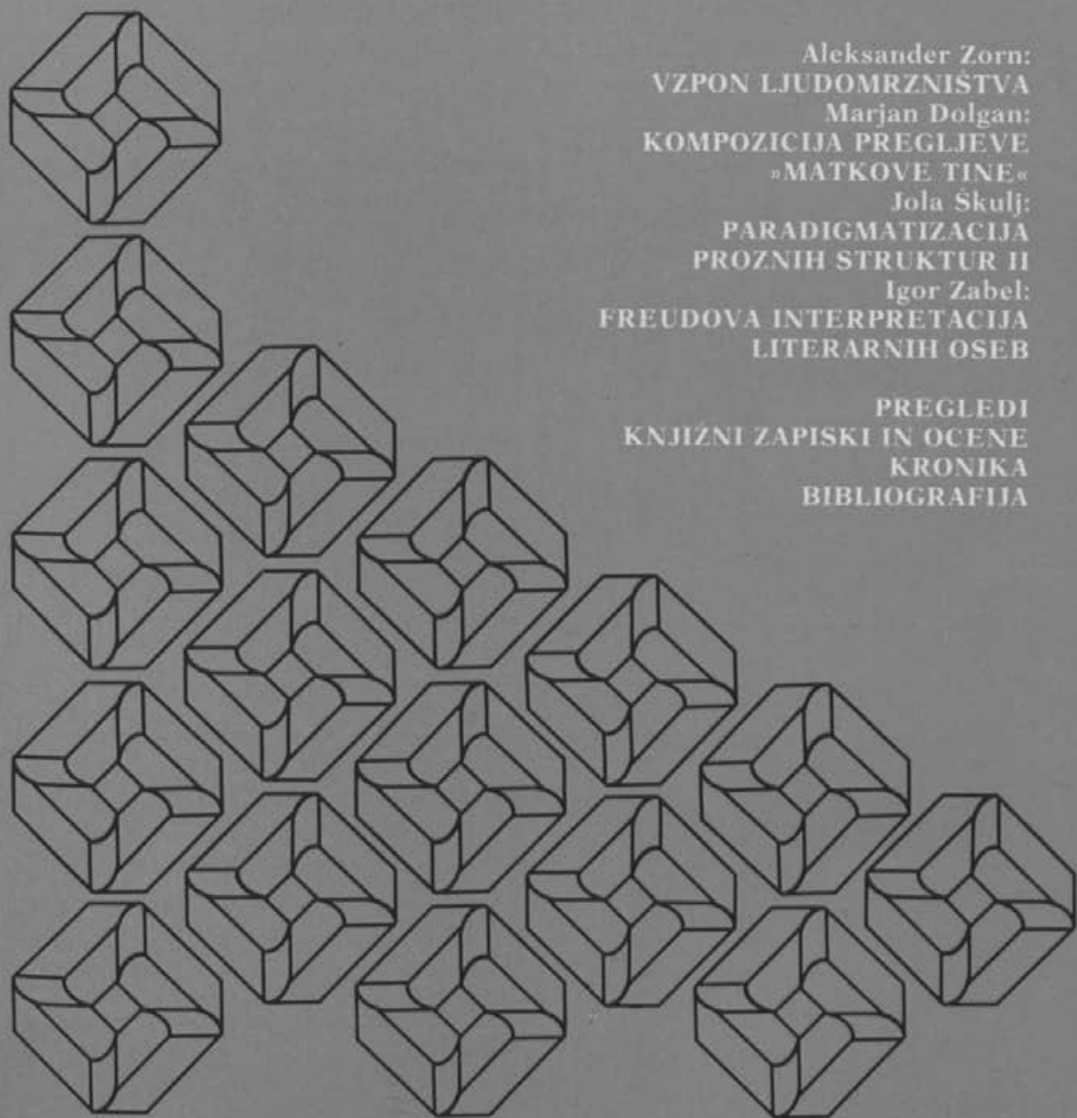 Aleksander Zorn:
VZPON LJUDOMRZNIŠTVA
Marjan Dolgan:
KOMPOZICIJA PREGLJEVE
»MATKOVE TINE«
Jola Škulj:
PARADIGMATIZACIJA
PROZNIH STRUKTUR II
Igor Zabel:
FREUDOVA INTERPRETACIJA
LITERARNIH OSEB
PREGLEDI
KNJIŽNI ZAPISKI IN OCENE
KRONIKA
BIBLIOGRAFIJA